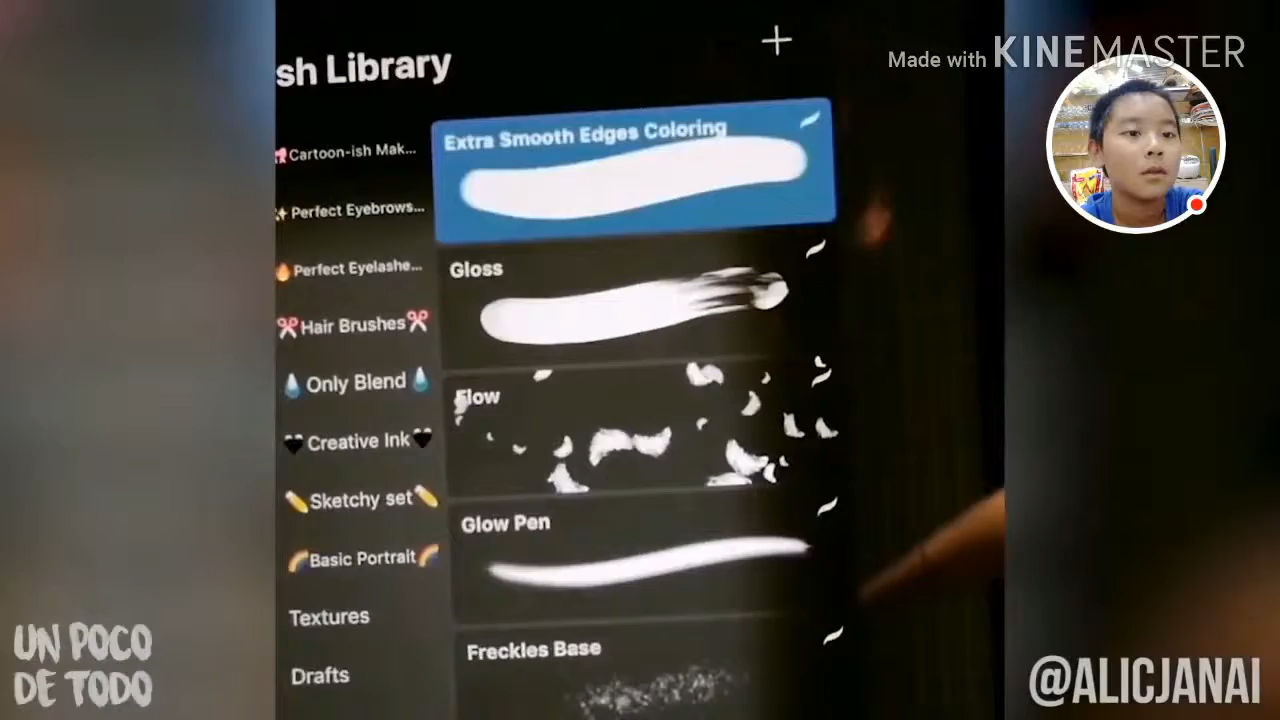 Made with KINEMASTER
sh Library
Cartoon-ish Mak...
Perfect Eyebrows...
Perfect Eyelashe...
Hair Brushes
Only Blend
Creative Ink
Sketchy set
Basic Portrait
Textures
Drafts
Extra Smooth Edges Coloring
Gloss
Flow
Glow Pen
Freckles Base
UN POCO
DE TODO
@ALICJANAI